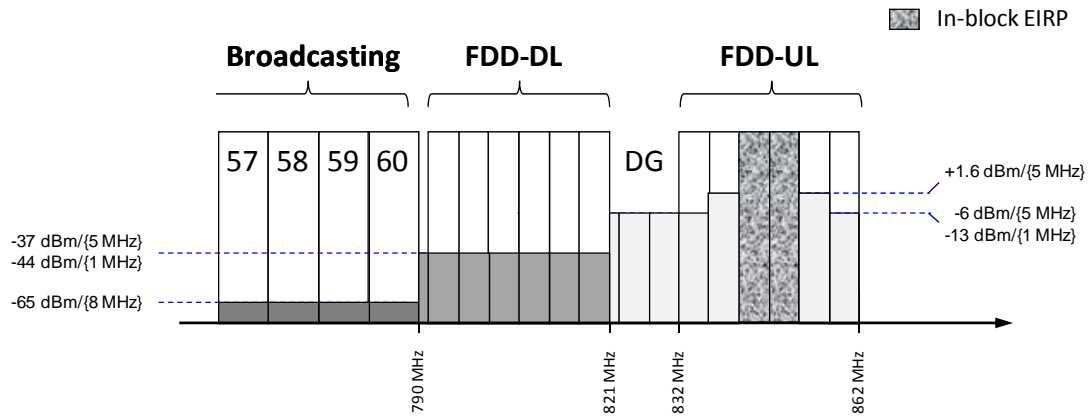 In-block EIRP
Broadcasting
FDD-DL
FDD-UL
57 58 59 60
DG
+1.6 dBm/{5 MHz}
-6 dBm/{5 MHz}
-13 dBm/{1 MHz}
-37 dBm/{5 MHz}
-44 dBm/{1 MHz}
-65 dBm/{8 MHz}
790 MHz
821 MHz
832 MHz
862 MHz